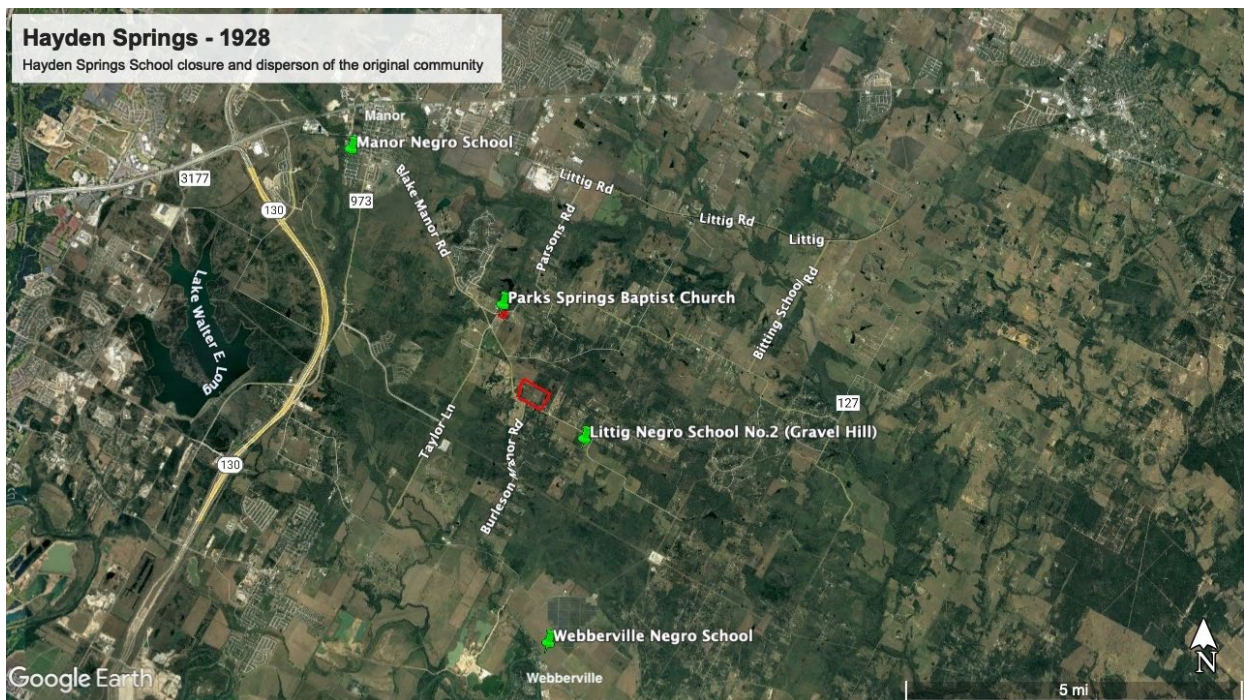 Hayden Springs - 1928
Hayden Springs School closure and disperson of the original community
Manor
Manor Negro School
3177
973
130
Blake Manor Rd
Littig Rd
Littig Rd
Littig
Parsons Rd
Bitting School Rd
Lake Walter E. Long
Parks Springs Baptist Church
127
Taylor Ln
Littig Negro School No.2 (Gravel Hill)
130
Burleson Manor Rd
Webberville Negro School
Webberville
Google Earth
N
5 mi